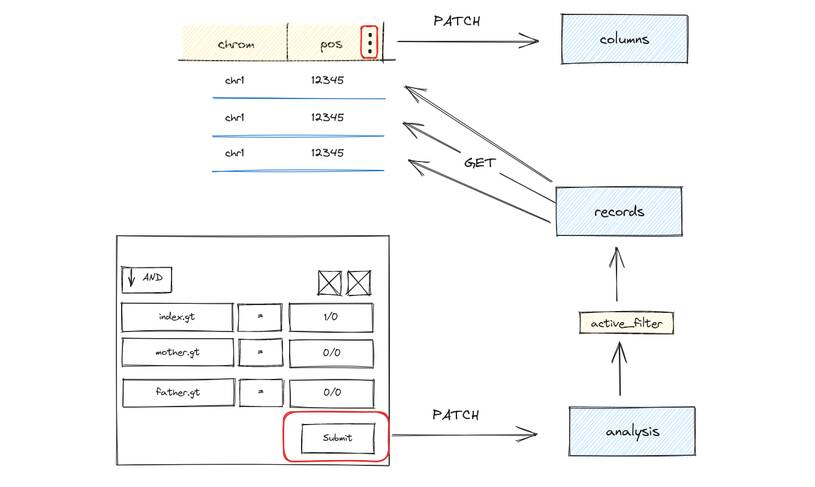 PATCH
chrom pos
columns
chr1 12345
chr1 12345
chr1 12345
GET
records
AND
index.gt = 1/0
mother.gt = 0/0
father.gt = 0/0
Submit
active_filter
PATCH
analysis